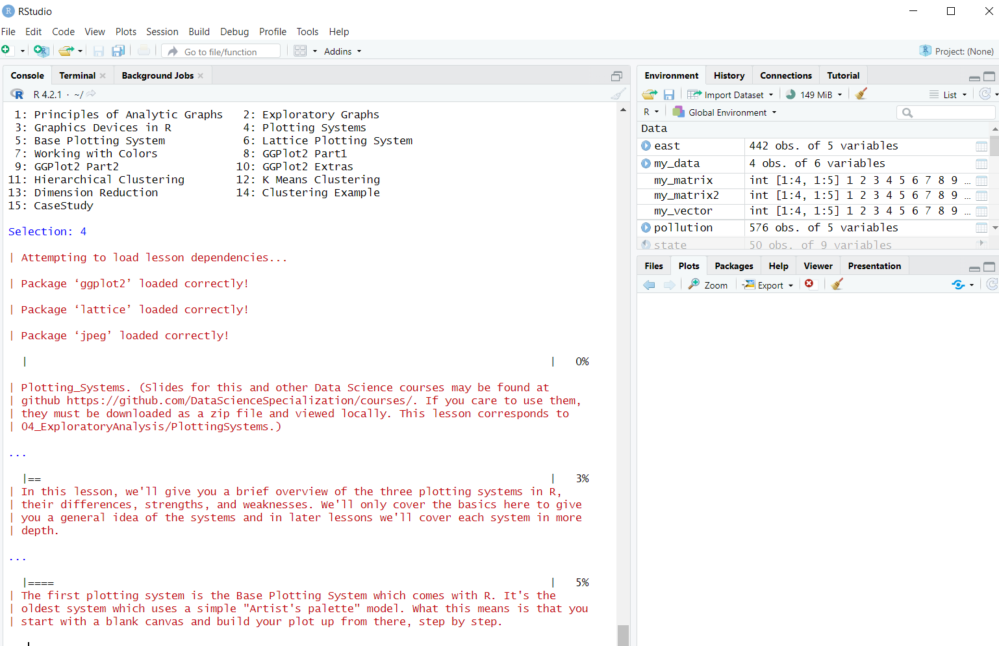 RStudio
File Edit Code View Plots Session Build Debug Profile Tools Help
Go to file/function Addins Project: (None)
Console Terminal Background Jobs
R 4.2.1 · ~/
1: Principles of Analytic Graphs 2: Exploratory Graphs
3: Graphics Devices in R 4: Plotting Systems
5: Base Plotting System 6: Lattice Plotting System
7: Working with Colors 8: GGPlot2 Part1
9: GGPlot2 Part2 10: GGPlot2 Extras
11: Hierarchical Clustering 12: K Means Clustering
13: Dimension Reduction 14: Clustering Example
15: CaseStudy
Selection: 4
| Attempting to load lesson dependencies...
| Package ‘ggplot2’ loaded correctly!
| Package ‘lattice’ loaded correctly!
| Package ‘jpeg’ loaded correctly!
| | 0%
| Plotting_Systems. (Slides for this and other Data Science courses may be found at
| github https://github.com/DataScienceSpecialization/courses/. If you care to use them,
| they must be downloaded as a zip file and viewed locally. This lesson corresponds to
| 04_ExploratoryAnalysis/PlottingSystems.)
...
|== | 3%
| In this lesson, we'll give you a brief overview of the three plotting systems in R,
| their differences, strengths, and weaknesses. We'll only cover the basics here to give
| you a general idea of the systems and in later lessons we'll cover each system in more
| depth.
...
|==== | 5%
| The first plotting system is the Base Plotting System which comes with R. It's the
| oldest system which uses a simple "Artist's palette" model. What this means is that you
| start with a blank canvas and build your plot up from there, step by step.
Environment History Connections Tutorial
Import Dataset 149 MiB List
R Global Environment
Data
east 442 obs. of 5 variables
my_data 4 obs. of 6 variables
my_matrix int [1:4, 1:5] 1 2 3 4 5 6 7 8 9 ...
my_matrix2 int [1:4, 1:5] 1 2 3 4 5 6 7 8 9 ...
my_vector int [1:4, 1:5] 1 2 3 4 5 6 7 8 9 ...
pollution 576 obs. of 5 variables
state 50 obs. of 9 variables
Files Plots Packages Help Viewer Presentation
Zoom Export